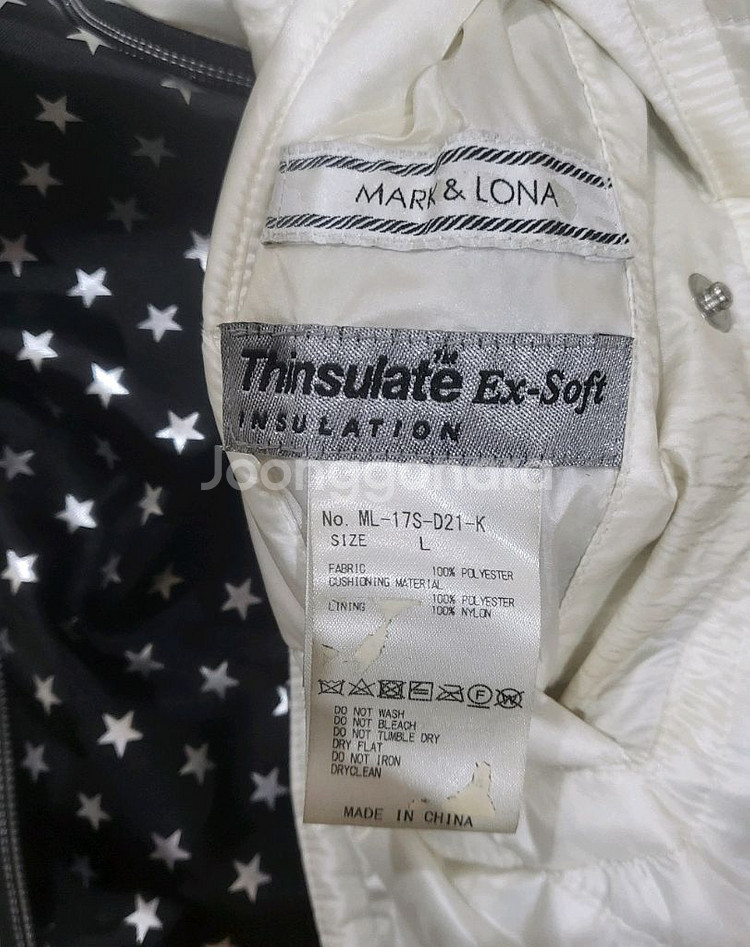 MARK & LONA
Thinsulate™ Ex-Soft
INSULATION
Joonggonara
No. ML-17S-D21-K
SIZE L
FABRIC 100% POLYESTER
CUSHIONING MATERIAL
100% POLYESTER
LINING 100% NYLON
DO NOT WASH
DO NOT BLEACH
DO NOT TUMBLE DRY
DRY FLAT
DO NOT IRON
DRYCLEAN
MADE IN CHINA